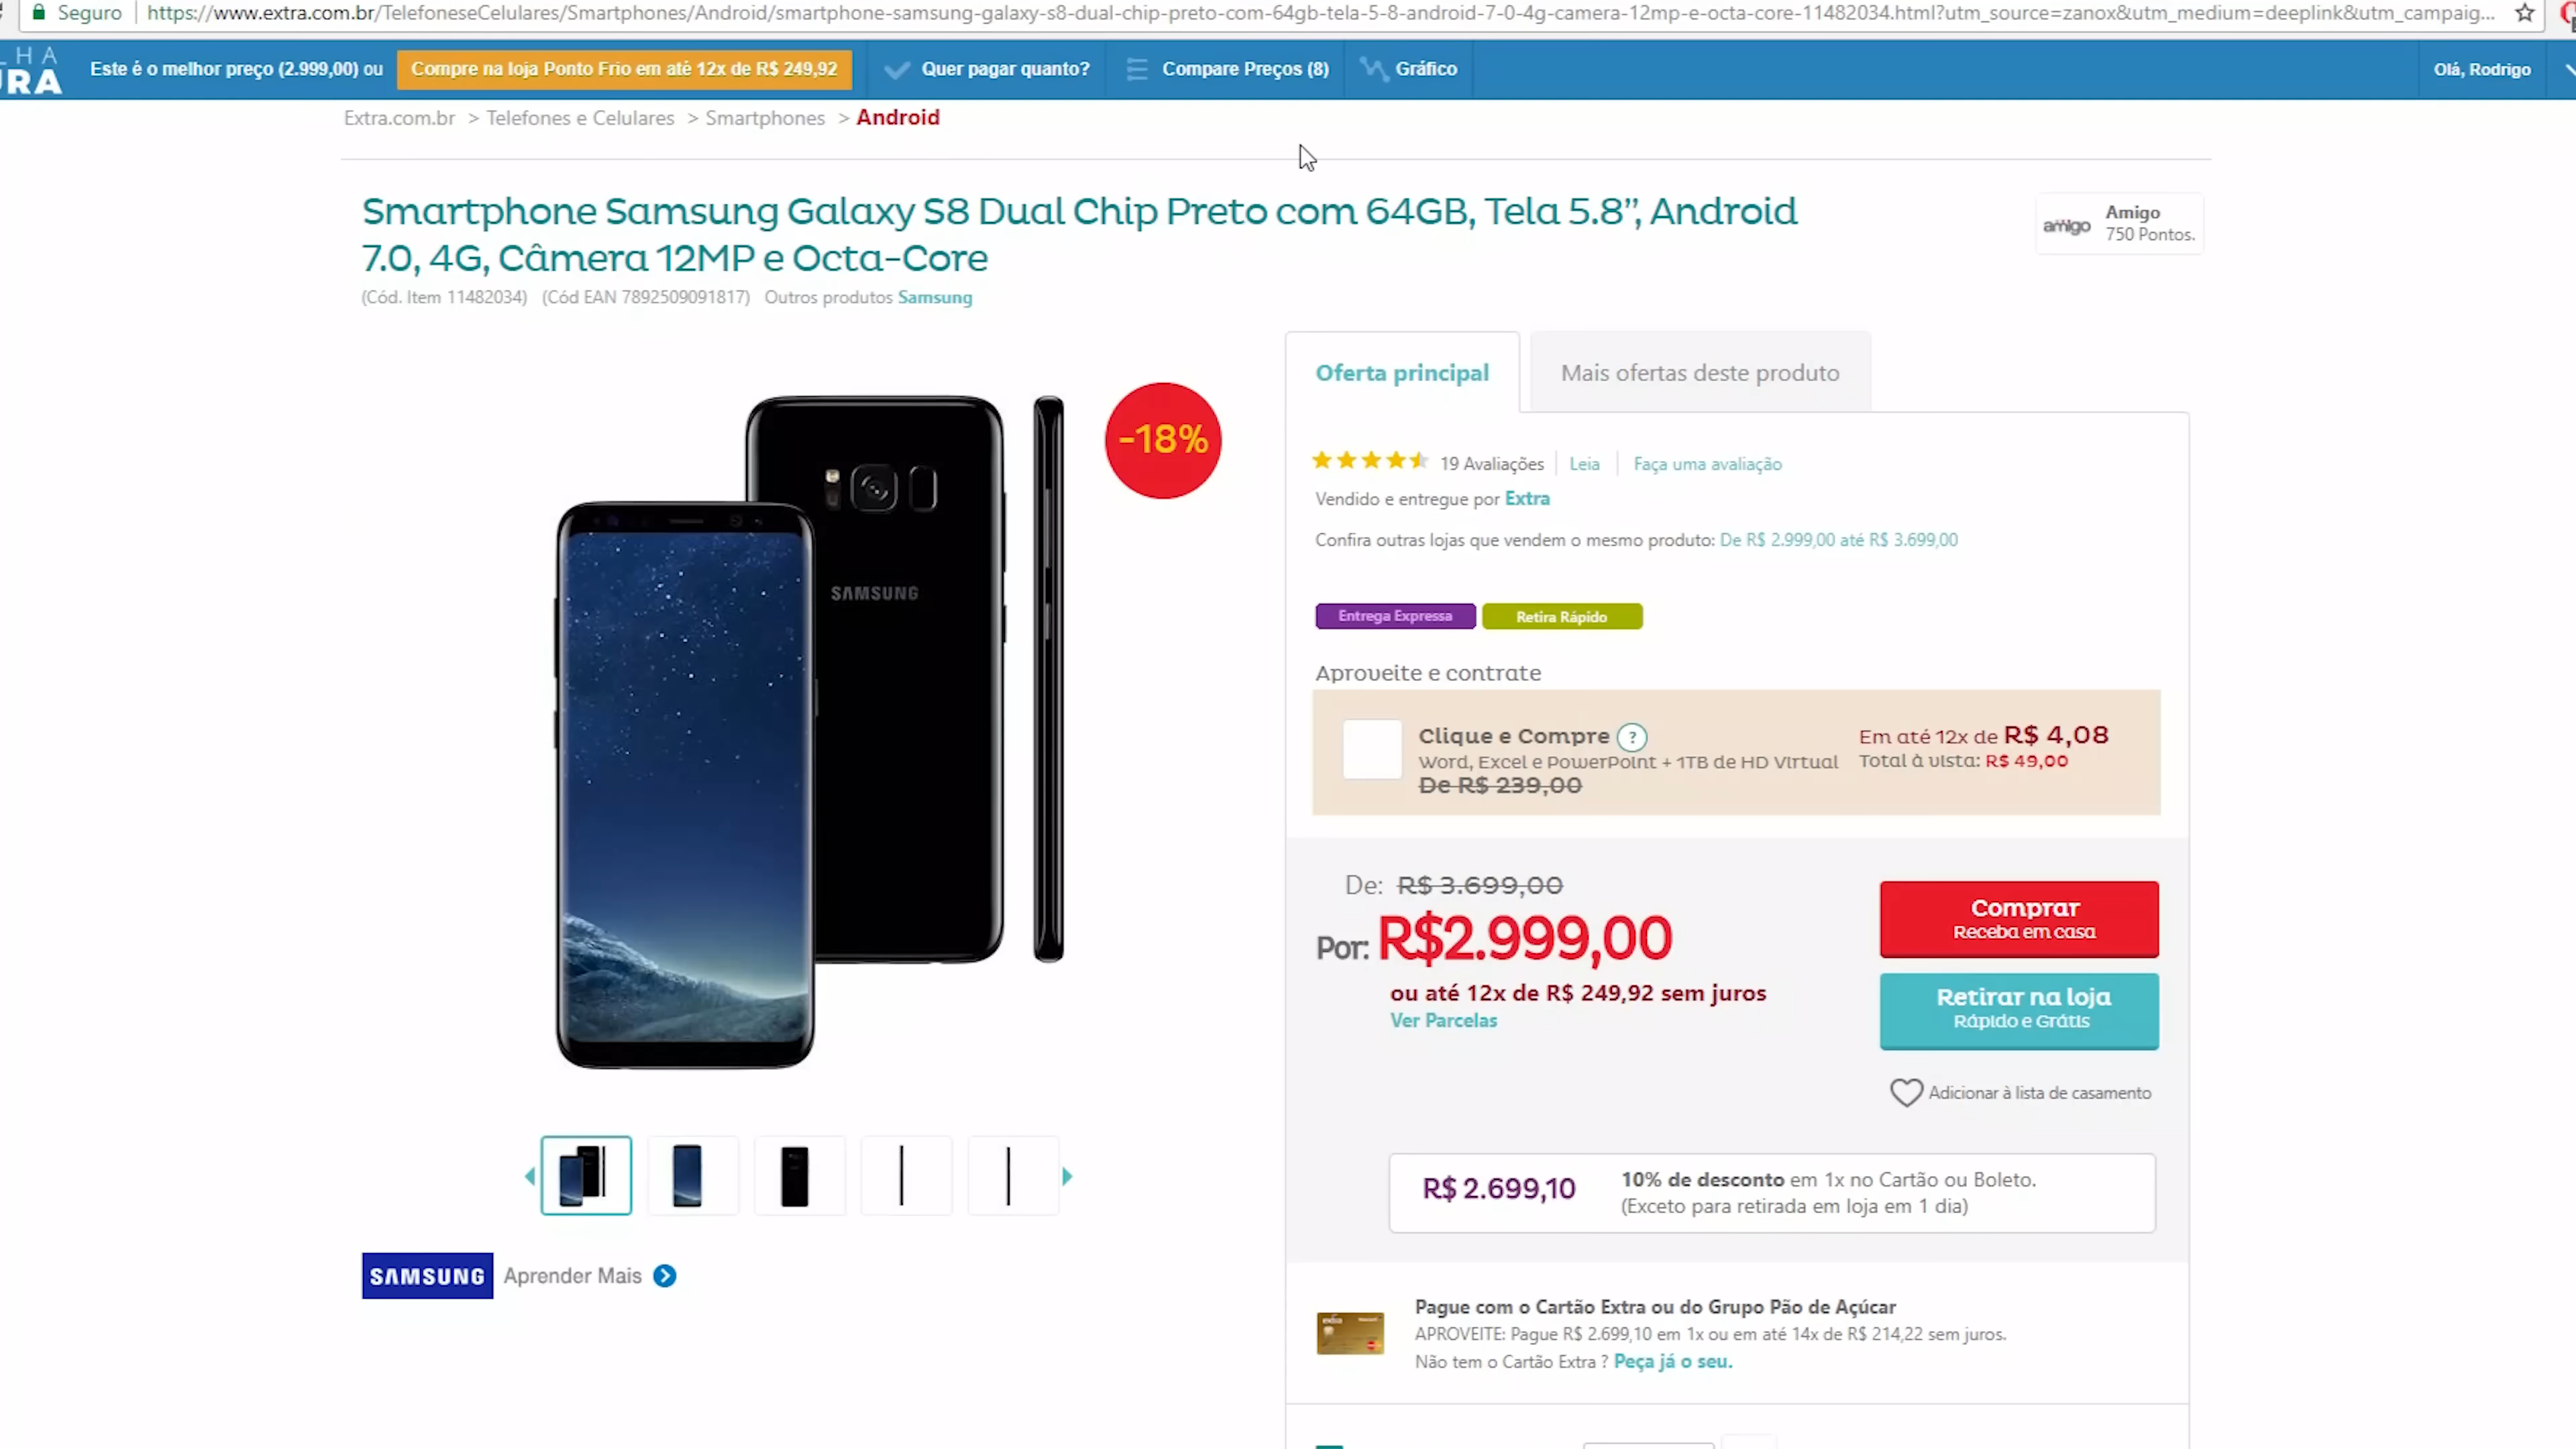 Seguro
https://www.extra.com.br/TelefoneseCelulares/Smartphones/Android/smartphone-samsung-galaxy-s8-dual-chip-preto-com-64gb-tela-5-8-android-7-0-4g-camera-12mp-e-octa-core-11482034.html?utm_source=zanox&utm_medium=deeplink&utm_campaig...
LHA
URA
Este é o melhor preço (2.999,00) ou
Compre na loja Ponto Frio em até 12x de R$ 249,92
Quer pagar quanto?
Compare Preços (8)
Gráfico
Olá, Rodrigo
Extra.com.br > Telefones e Celulares > Smartphones > Android
Smartphone Samsung Galaxy S8 Dual Chip Preto com 64GB, Tela 5.8”, Android
7.0, 4G, Câmera 12MP e Octa-Core
(Cód. Item 11482034) (Cód EAN 7892509091817) Outros produtos Samsung
amigo
Amigo
750 Pontos.
-18%
SAMSUNG
Oferta principal
Mais ofertas deste produto
19 Avaliações
Leia
Faça uma avaliação
Vendido e entregue por Extra
Confira outras lojas que vendem o mesmo produto: De R$ 2.999,00 até R$ 3.699,00
Entrega Expressa
Retira Rápido
Aproveite e contrate
Clique e Compre ?
Word, Excel e PowerPoint + 1TB de HD Virtual
De R$ 239,00
Em até 12x de R$ 4,08
Total à vista: R$ 49,00
De: R$ 3.699,00
Por: R$2.999,00
ou até 12x de R$ 249,92 sem juros
Ver Parcelas
Comprar
Receba em casa
Retirar na loja
Rápido e Grátis
Adicionar à lista de casamento
R$ 2.699,10
10% de desconto em 1x no Cartão ou Boleto.
(Exceto para retirada em loja em 1 dia)
SAMSUNG
Aprender Mais
Pague com o Cartão Extra ou do Grupo Pão de Açúcar
APROVEITE: Pague R$ 2.699,10 em 1x ou em até 14x de R$ 214,22 sem juros.
Não tem o Cartão Extra ? Peça já o seu.